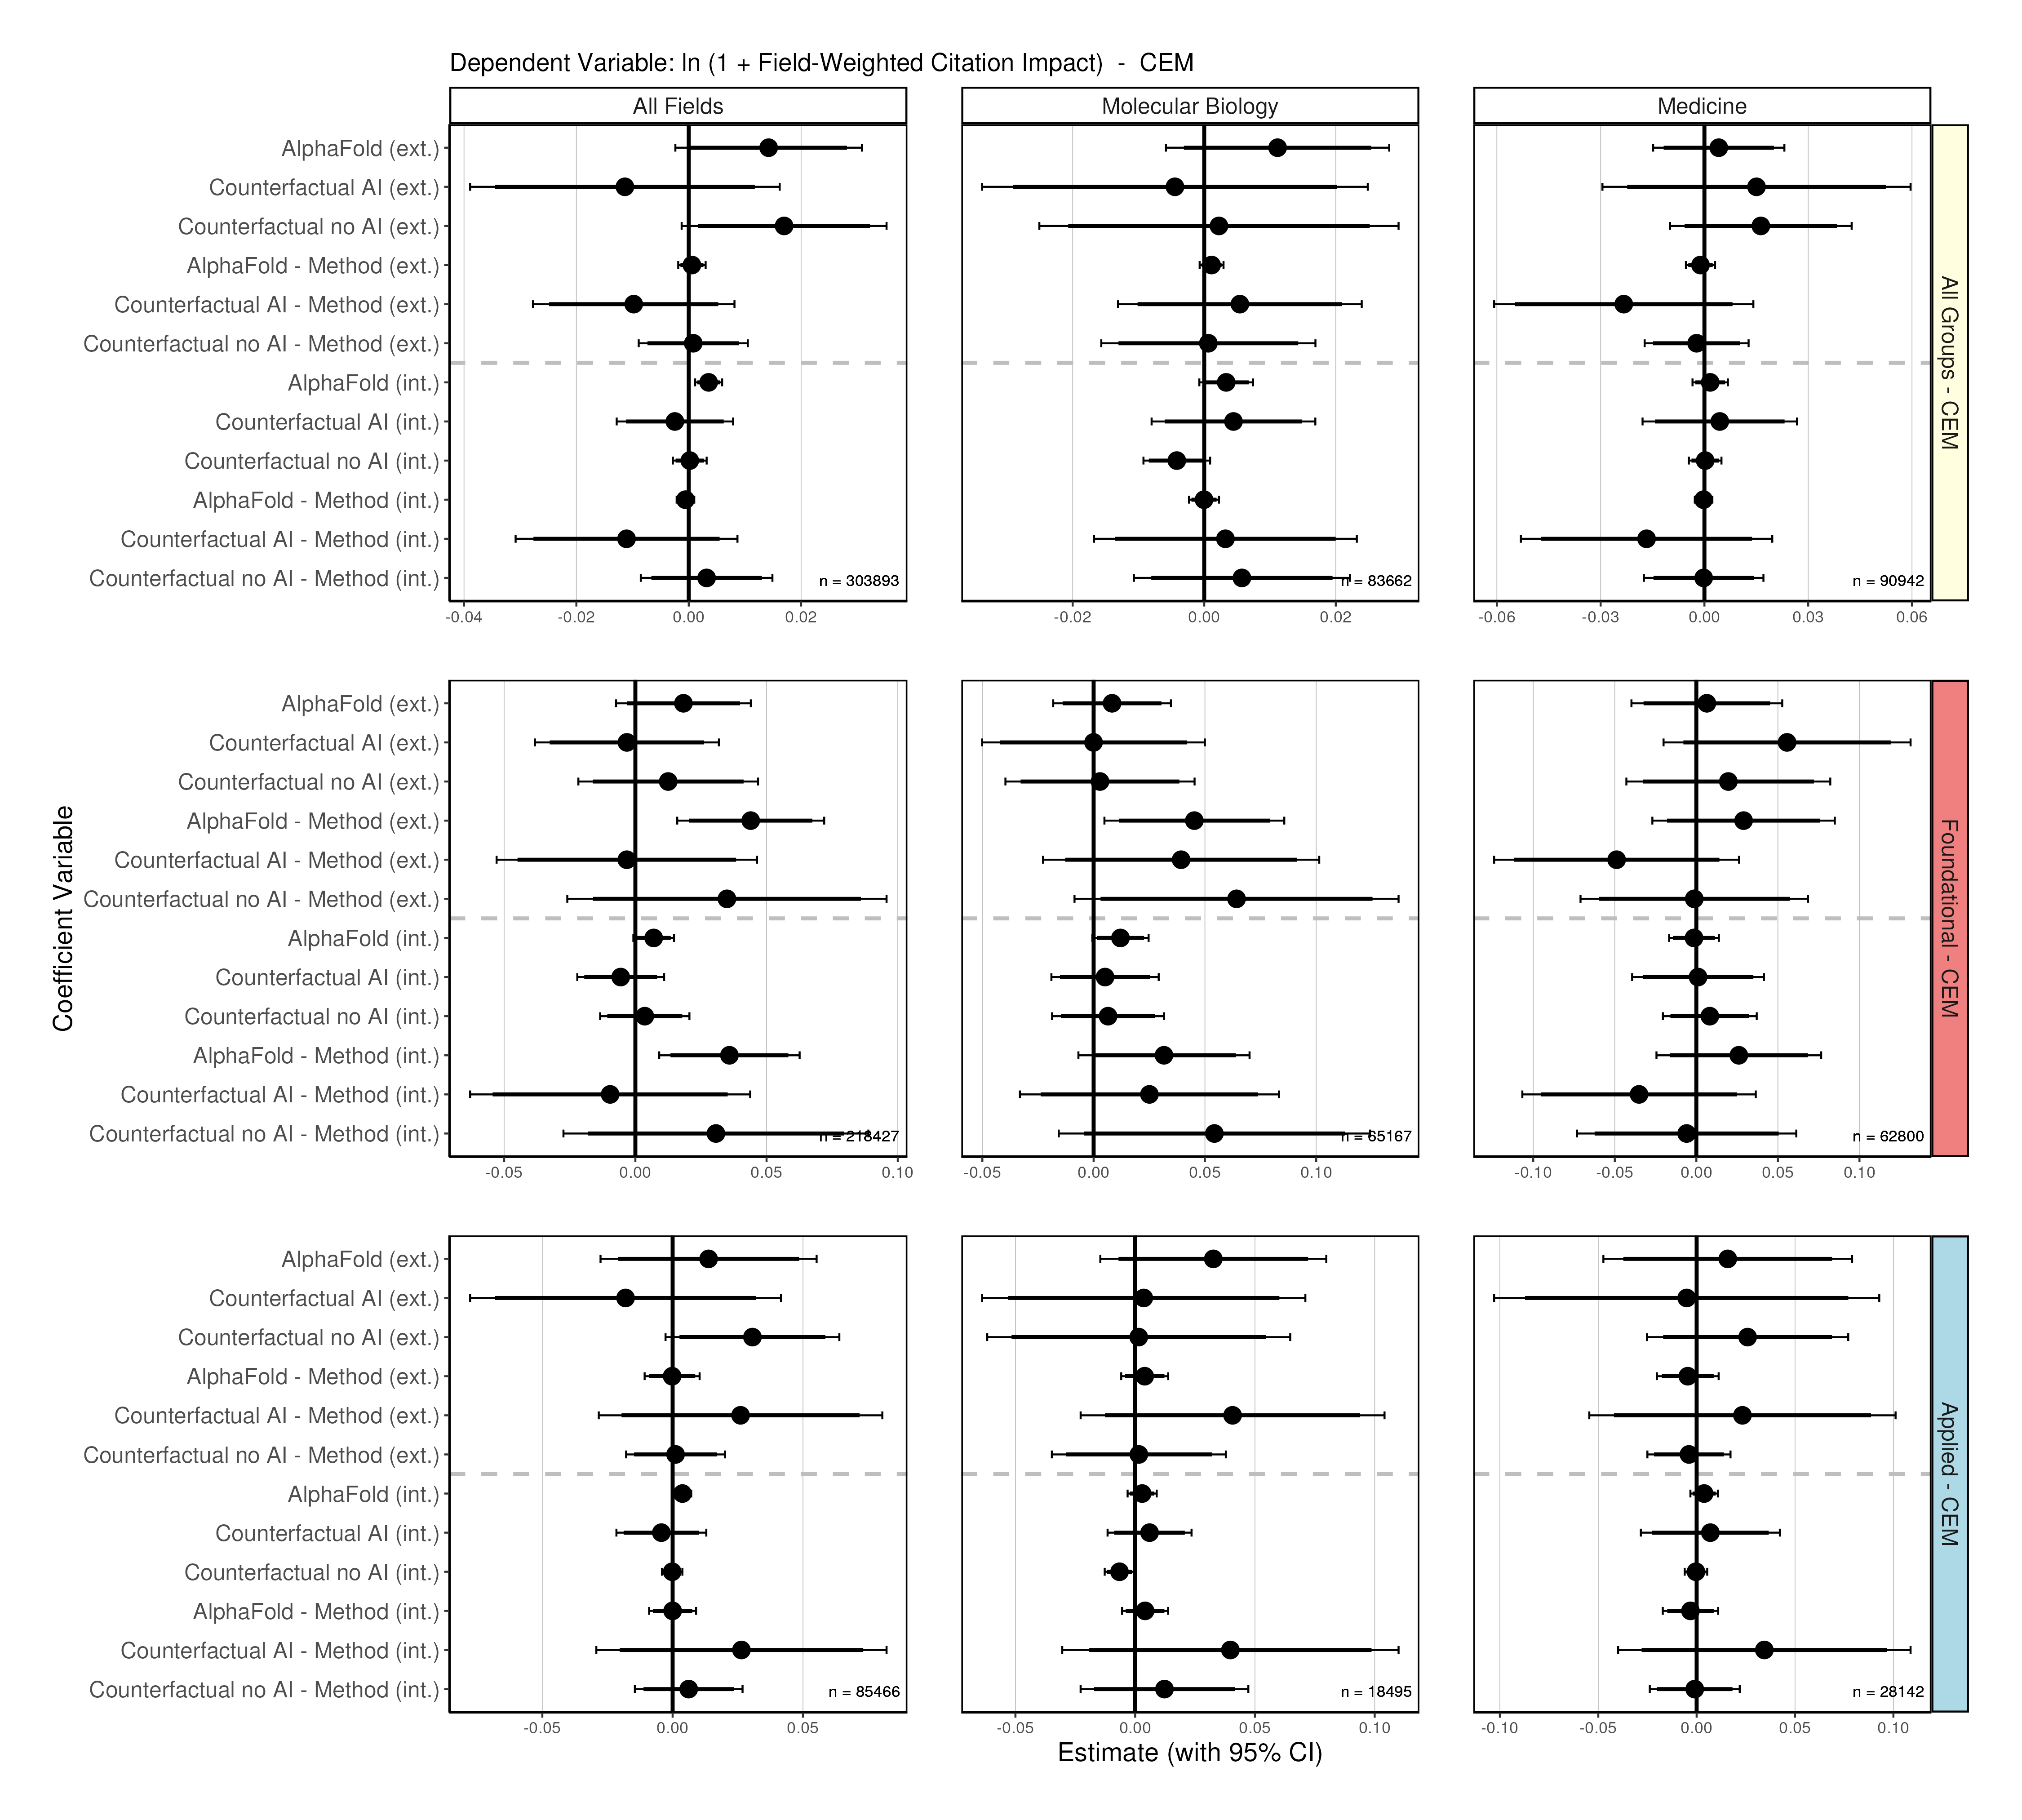 Dependent Variable: ln (1 + Field-Weighted Citation Impact)  -  CEM
All Fields
Molecular Biology
Medicine
AlphaFold (ext.)
Counterfactual AI (ext.)
Counterfactual no AI (ext.)
AlphaFold - Method (ext.)
Counterfactual AI - Method (ext.)
Counterfactual no AI - Method (ext.)
AlphaFold (int.)
Counterfactual AI (int.)
Counterfactual no AI (int.)
AlphaFold - Method (int.)
Counterfactual AI - Method (int.)
Counterfactual no AI - Method (int.)
n = 303893
n = 83662
n = 90942
All Groups - CEM
-0.04 -0.02 0.00 0.02
-0.02 0.00 0.02
-0.06 -0.03 0.00 0.03 0.06
Coefficient Variable
AlphaFold (ext.)
Counterfactual AI (ext.)
Counterfactual no AI (ext.)
AlphaFold - Method (ext.)
Counterfactual AI - Method (ext.)
Counterfactual no AI - Method (ext.)
AlphaFold (int.)
Counterfactual AI (int.)
Counterfactual no AI (int.)
AlphaFold - Method (int.)
Counterfactual AI - Method (int.)
Counterfactual no AI - Method (int.)
n = 218427
n = 65167
n = 62800
Foundational - CEM
-0.05 0.00 0.05 0.10
-0.05 0.00 0.05 0.10
-0.10 -0.05 0.00 0.05 0.10
AlphaFold (ext.)
Counterfactual AI (ext.)
Counterfactual no AI (ext.)
AlphaFold - Method (ext.)
Counterfactual AI - Method (ext.)
Counterfactual no AI - Method (ext.)
AlphaFold (int.)
Counterfactual AI (int.)
Counterfactual no AI (int.)
AlphaFold - Method (int.)
Counterfactual AI - Method (int.)
Counterfactual no AI - Method (int.)
n = 85466
n = 18495
n = 28142
Applied - CEM
-0.05 0.00 0.05
-0.05 0.00 0.05 0.10
-0.10 -0.05 0.00 0.05 0.10
Estimate (with 95% CI)